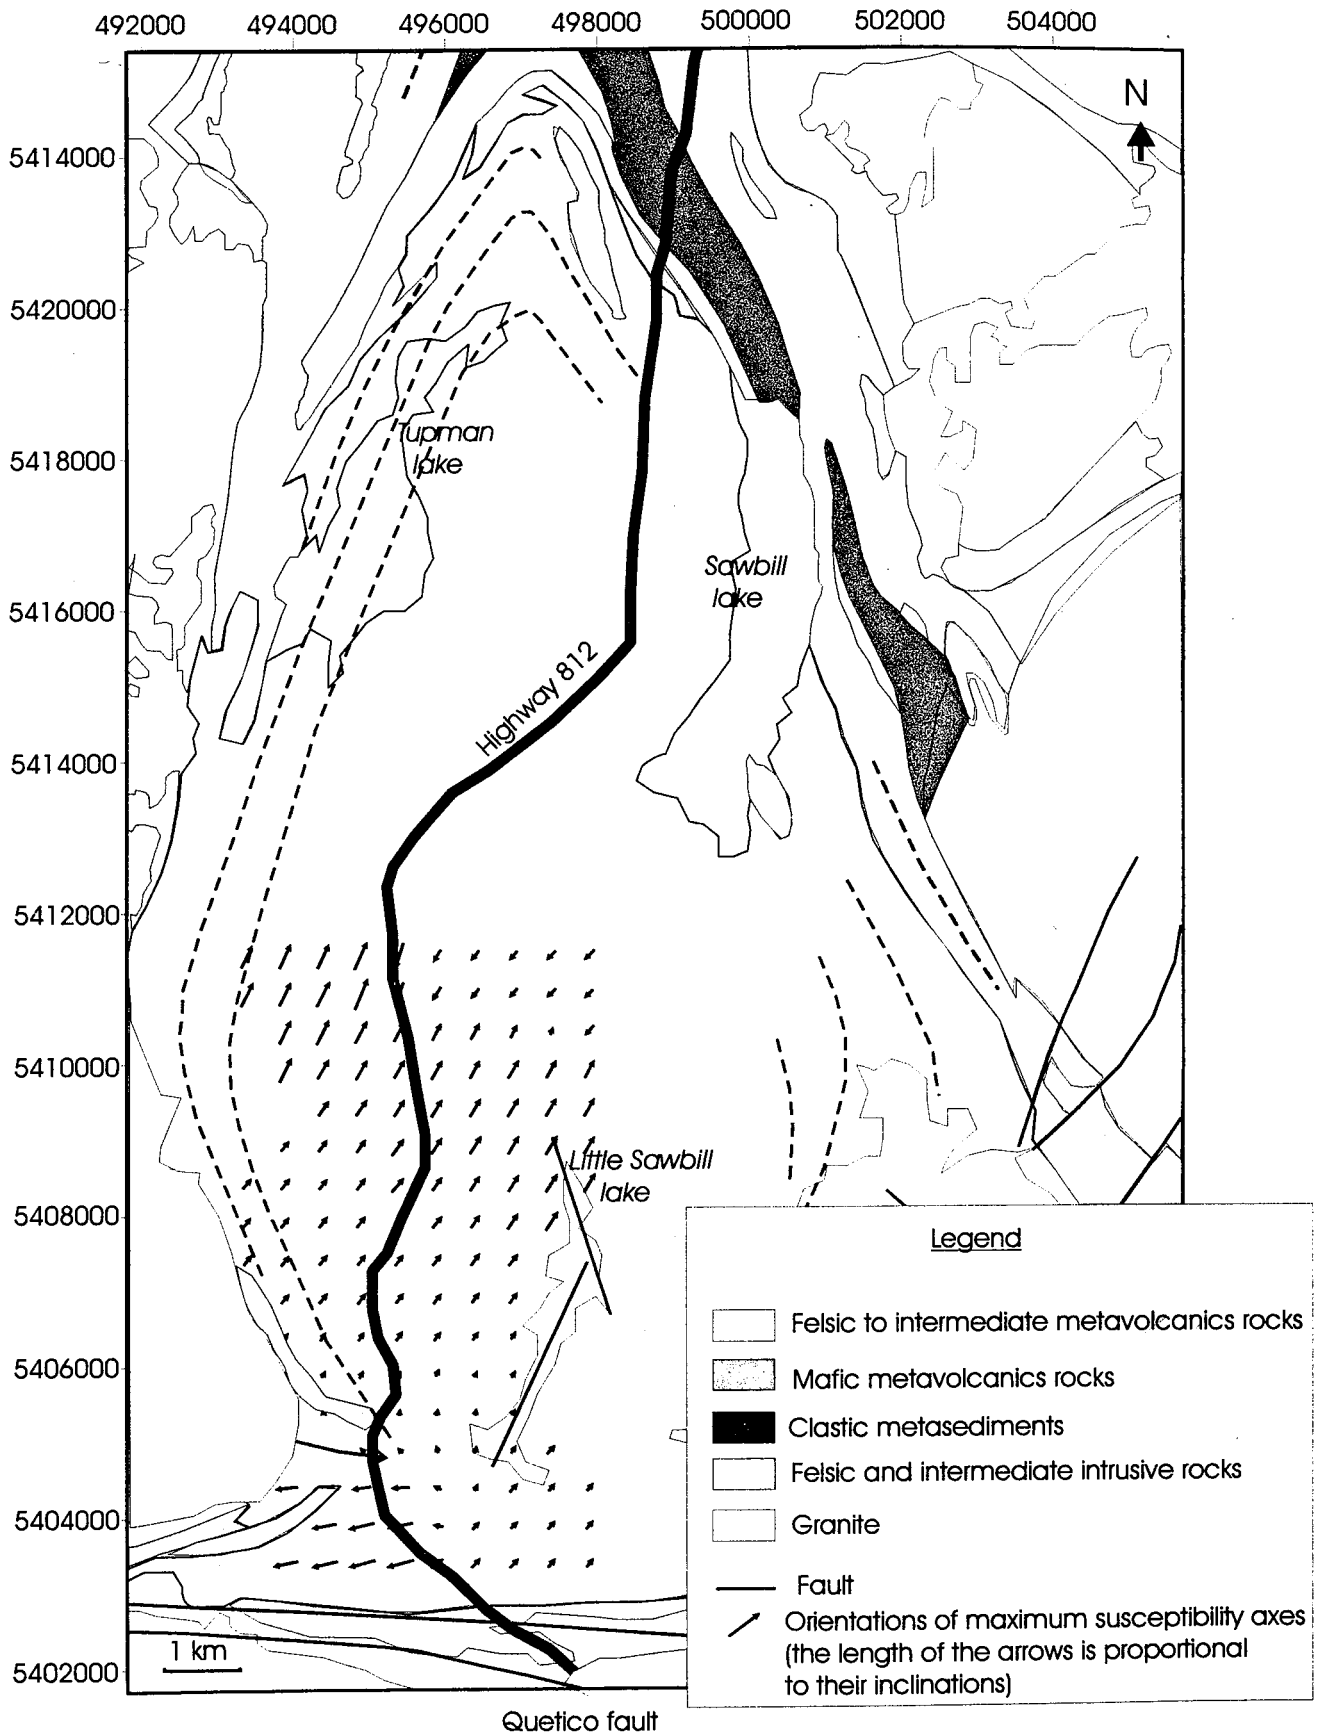 492000 494000 496000 498000 500000 502000 504000
N
5414000
5420000
Tupman
lake
5418000
Sawbill
lake
5416000
Highway 812
5414000
5412000
5410000
Little Sawbill
lake
5408000
5406000
5404000
5402000
1 km
Quetico fault
Legend
Felsic to intermediate metavolcanics rocks
Mafic metavolcanics rocks
Clastic metasediments
Felsic and intermediate intrusive rocks
Granite
Fault
Orientations of maximum susceptibility axes
(the length of the arrows is proportional
to their inclinations)